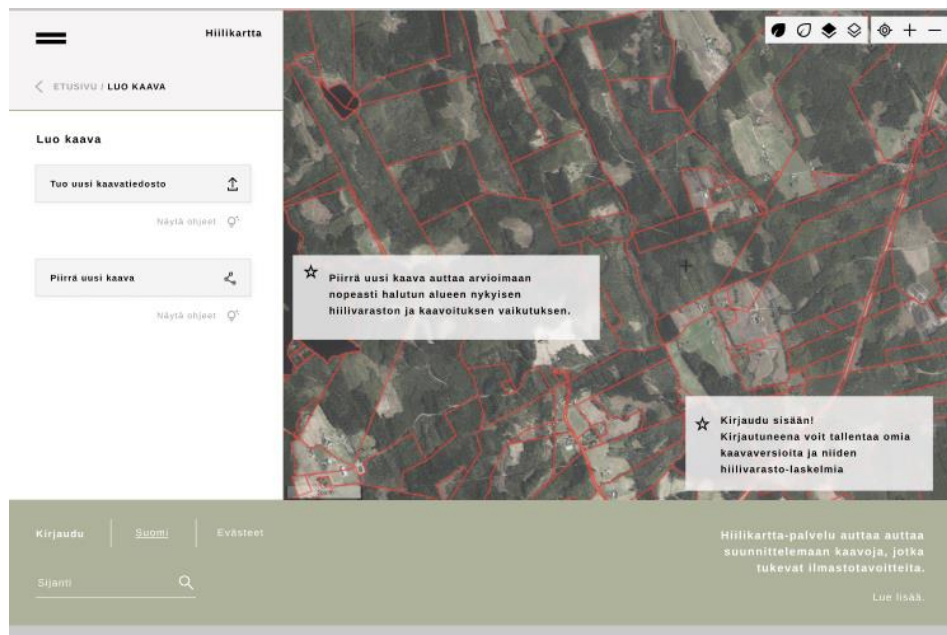 Hiilikartta
ETUSIVU / LUO KAAVA
Luo kaava
Tuo uusi kaavatiedosto
Näytä ohjeet
Piirrä uusi kaava
Näytä ohjeet
Piirrä uusi kaava auttaa arvioimaan
nopeasti halutun alueen nykyisen
hiilivaraston ja kaavoituksen vaikutuksen.
Kirjaudu sisään!
Kirjautuneena voit tallentaa omia
kaavaversioita ja niiden
hiilivarasto-laskelmia
Kirjaudu
Suomi
Evästeet
Sijanti
Hiilikartta-palvelu auttaa auttaa
suunnittelemaan kaavoja, jotka
tukevat ilmastotavoitteita.
Lue lisää.